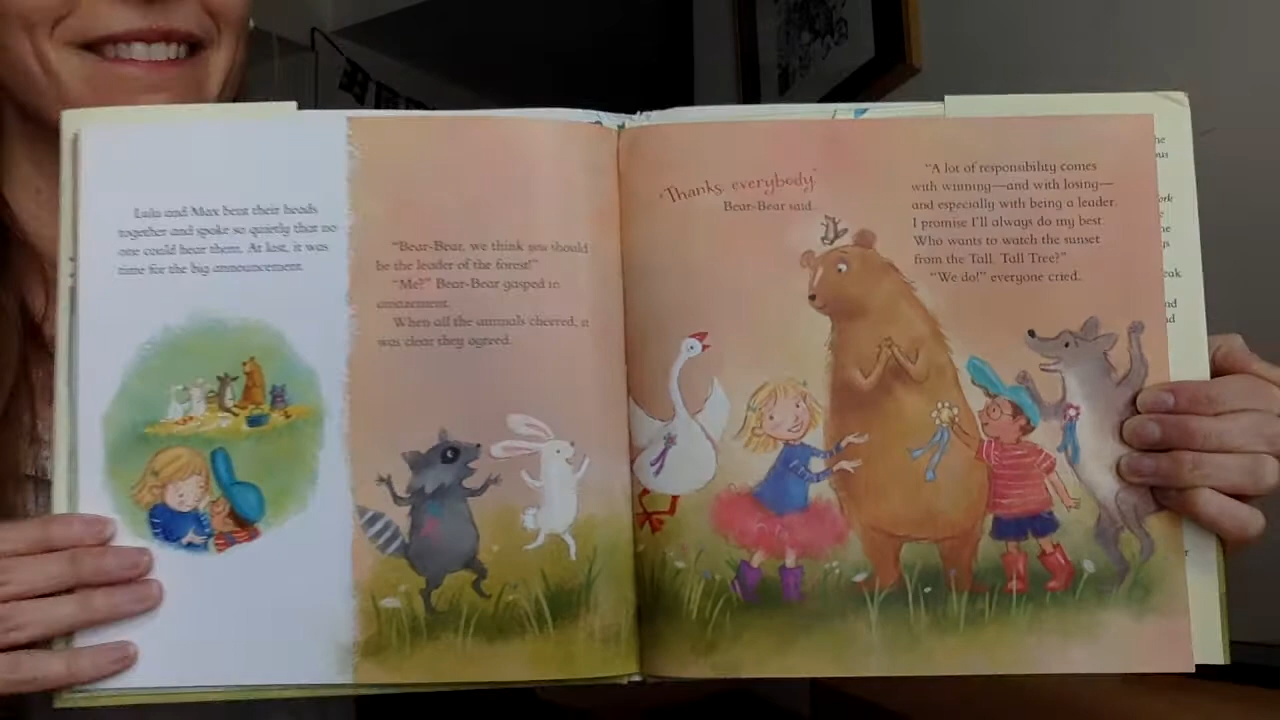 Lulu and Max bent their heads
together and spoke so quietly that no
one could hear them. At last, it was
time for the big announcement.
"Bear-Bear, we think you should
be the leader of the forest!"
"Me?" Bear-Bear gasped in
amazement.
When all the animals cheered, it
was clear they agreed.
"Thanks, everybody,"
Bear-Bear said.
"A lot of responsibility comes
with winning—and with losing—
and especially with being a leader.
I promise I'll always do my best.
Who wants to watch the sunset
from the Tall, Tall Tree?"
"We do!" everyone cried.